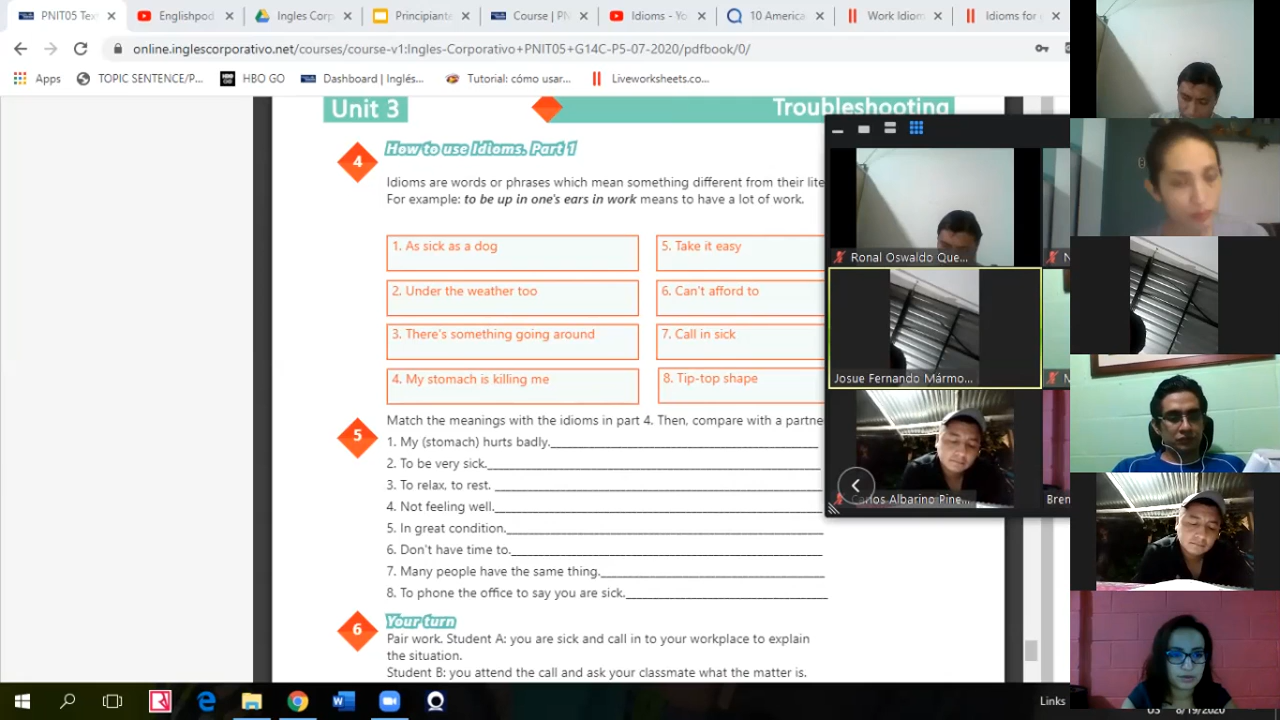 PNIT05 Tex
Englishpod
Ingles Corp
Principiante
Course | PN
Idioms - Yo
10 America
Work Idiom
Idioms for
online.inglescorporativo.net/courses/course-v1:Ingles-Corporativo+PNIT05+G14C-P5-07-2020/pdfbook/0/
Apps
TOPIC SENTENCE/P...
HBO GO
Dashboard | Inglés...
Tutorial: cómo usar...
Liveworksheets.co...
Unit 3
Troubleshooting
4
How to use Idioms. Part 1
Idioms are words or phrases which mean something different from their lite
For example: to be up in one's ears in work means to have a lot of work.
1. As sick as a dog
5. Take it easy
2. Under the weather too
6. Can't afford to
3. There's something going around
7. Call in sick
4. My stomach is killing me
8. Tip-top shape
5
Match the meanings with the idioms in part 4. Then, compare with a partne
1. My (stomach) hurts badly.
2. To be very sick.
3. To relax, to rest.
4. Not feeling well.
5. In great condition.
6. Don't have time to.
7. Many people have the same thing.
8. To phone the office to say you are sick.
6
Your turn
Pair work. Student A: you are sick and call in to your workplace to explain
the situation.
Student B: you attend the call and ask your classmate what the matter is.
Ronal Oswaldo Que...
N
Josue Fernando Mármo...
M
Carlos Albarino Pine...
Bren
Links
8/19/2020